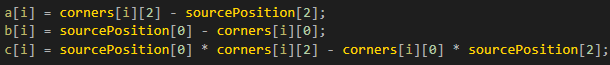 a[i] = corners[i][2] - sourcePosition[2];
b[i] = sourcePosition[0] - corners[i][0];
c[i] = sourcePosition[0] * corners[i][2] - corners[i][0] * sourcePosition[2];